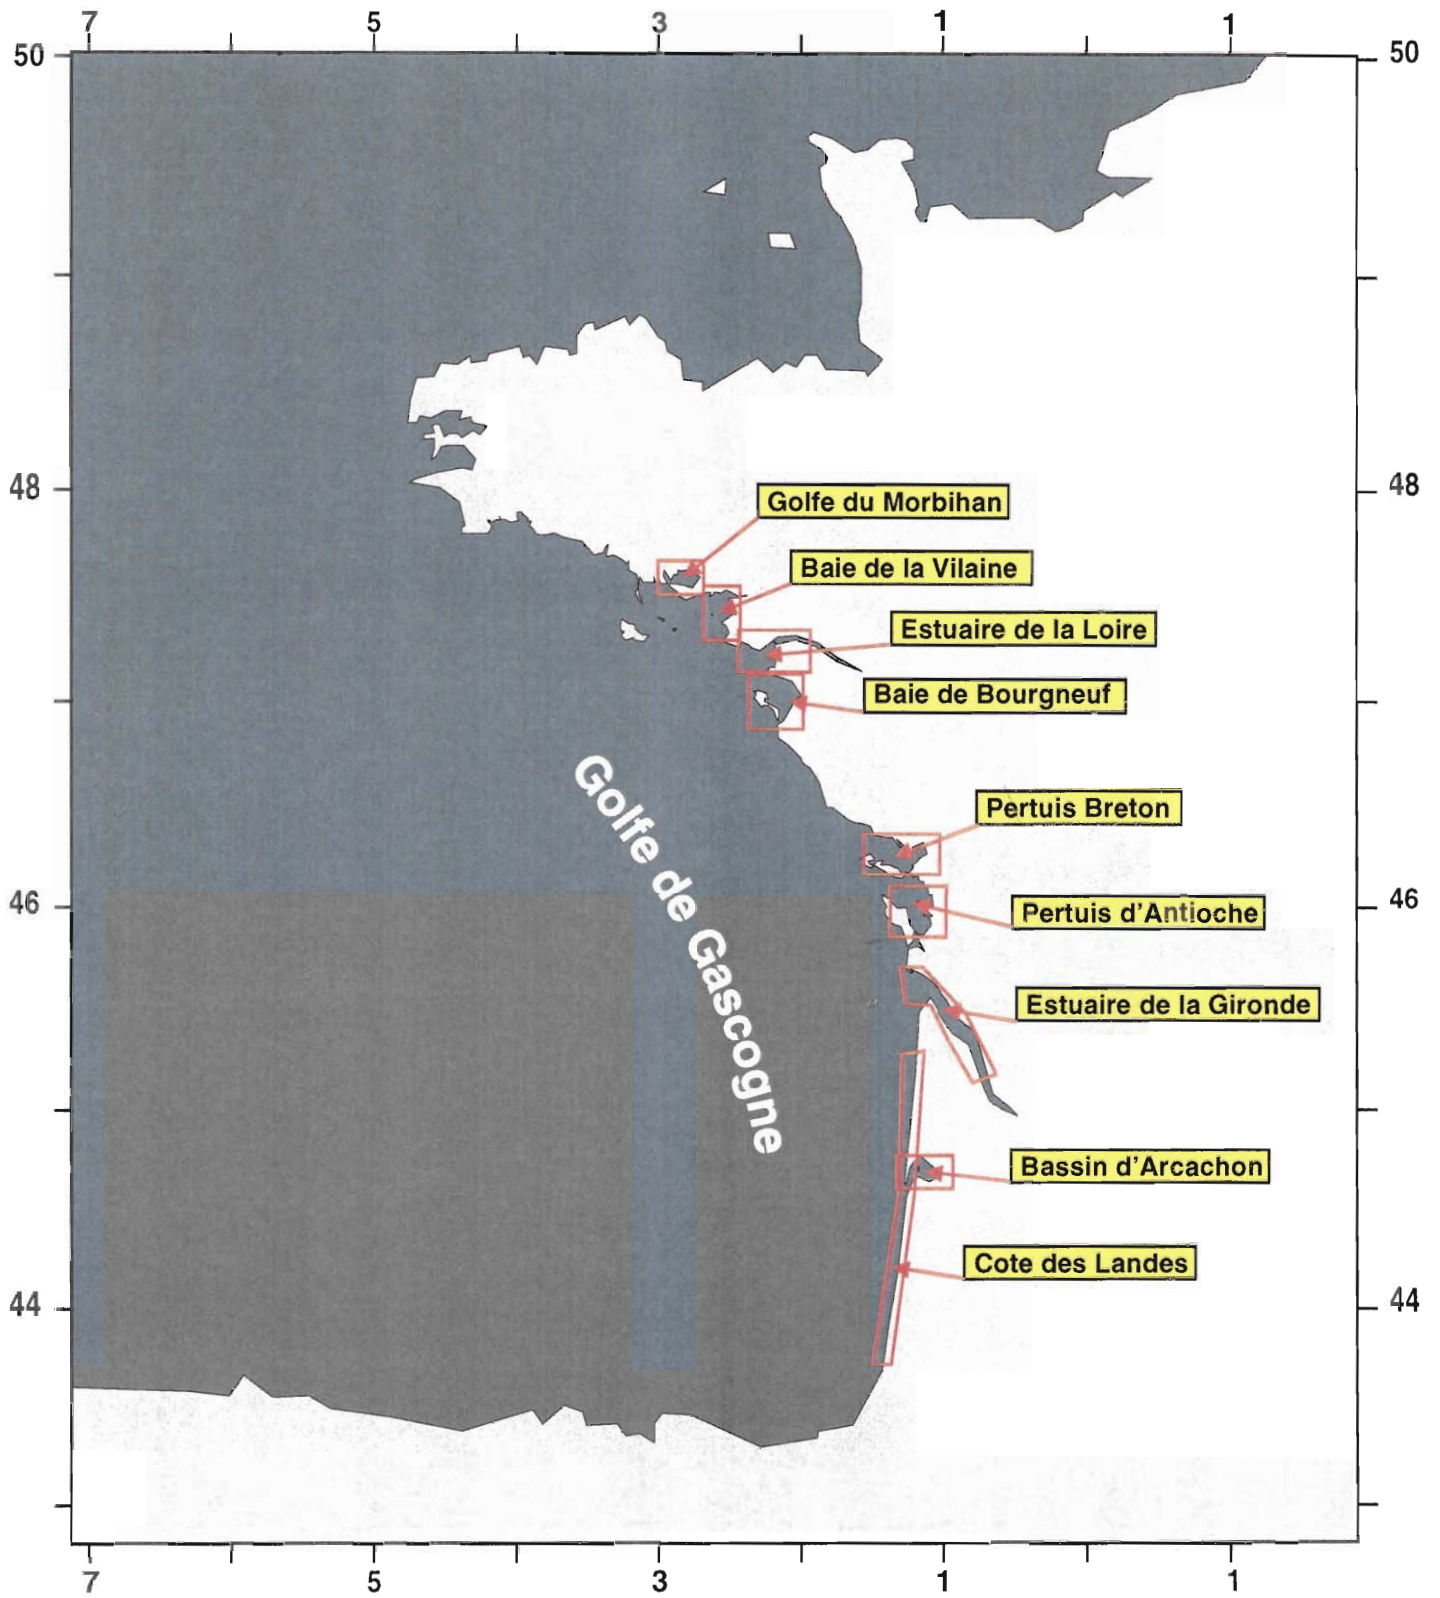 7 5 3 1 1
50 50
48 48
Golfe du Morbihan
Baie de la Vilaine
Estuaire de la Loire
Baie de Bourgneuf
Golfe de Gascogne
Pertuis Breton
46 46
Pertuis d'Antioche
Estuaire de la Gironde
Bassin d'Arcachon
Cote des Landes
44 44
7 5 3 1 1